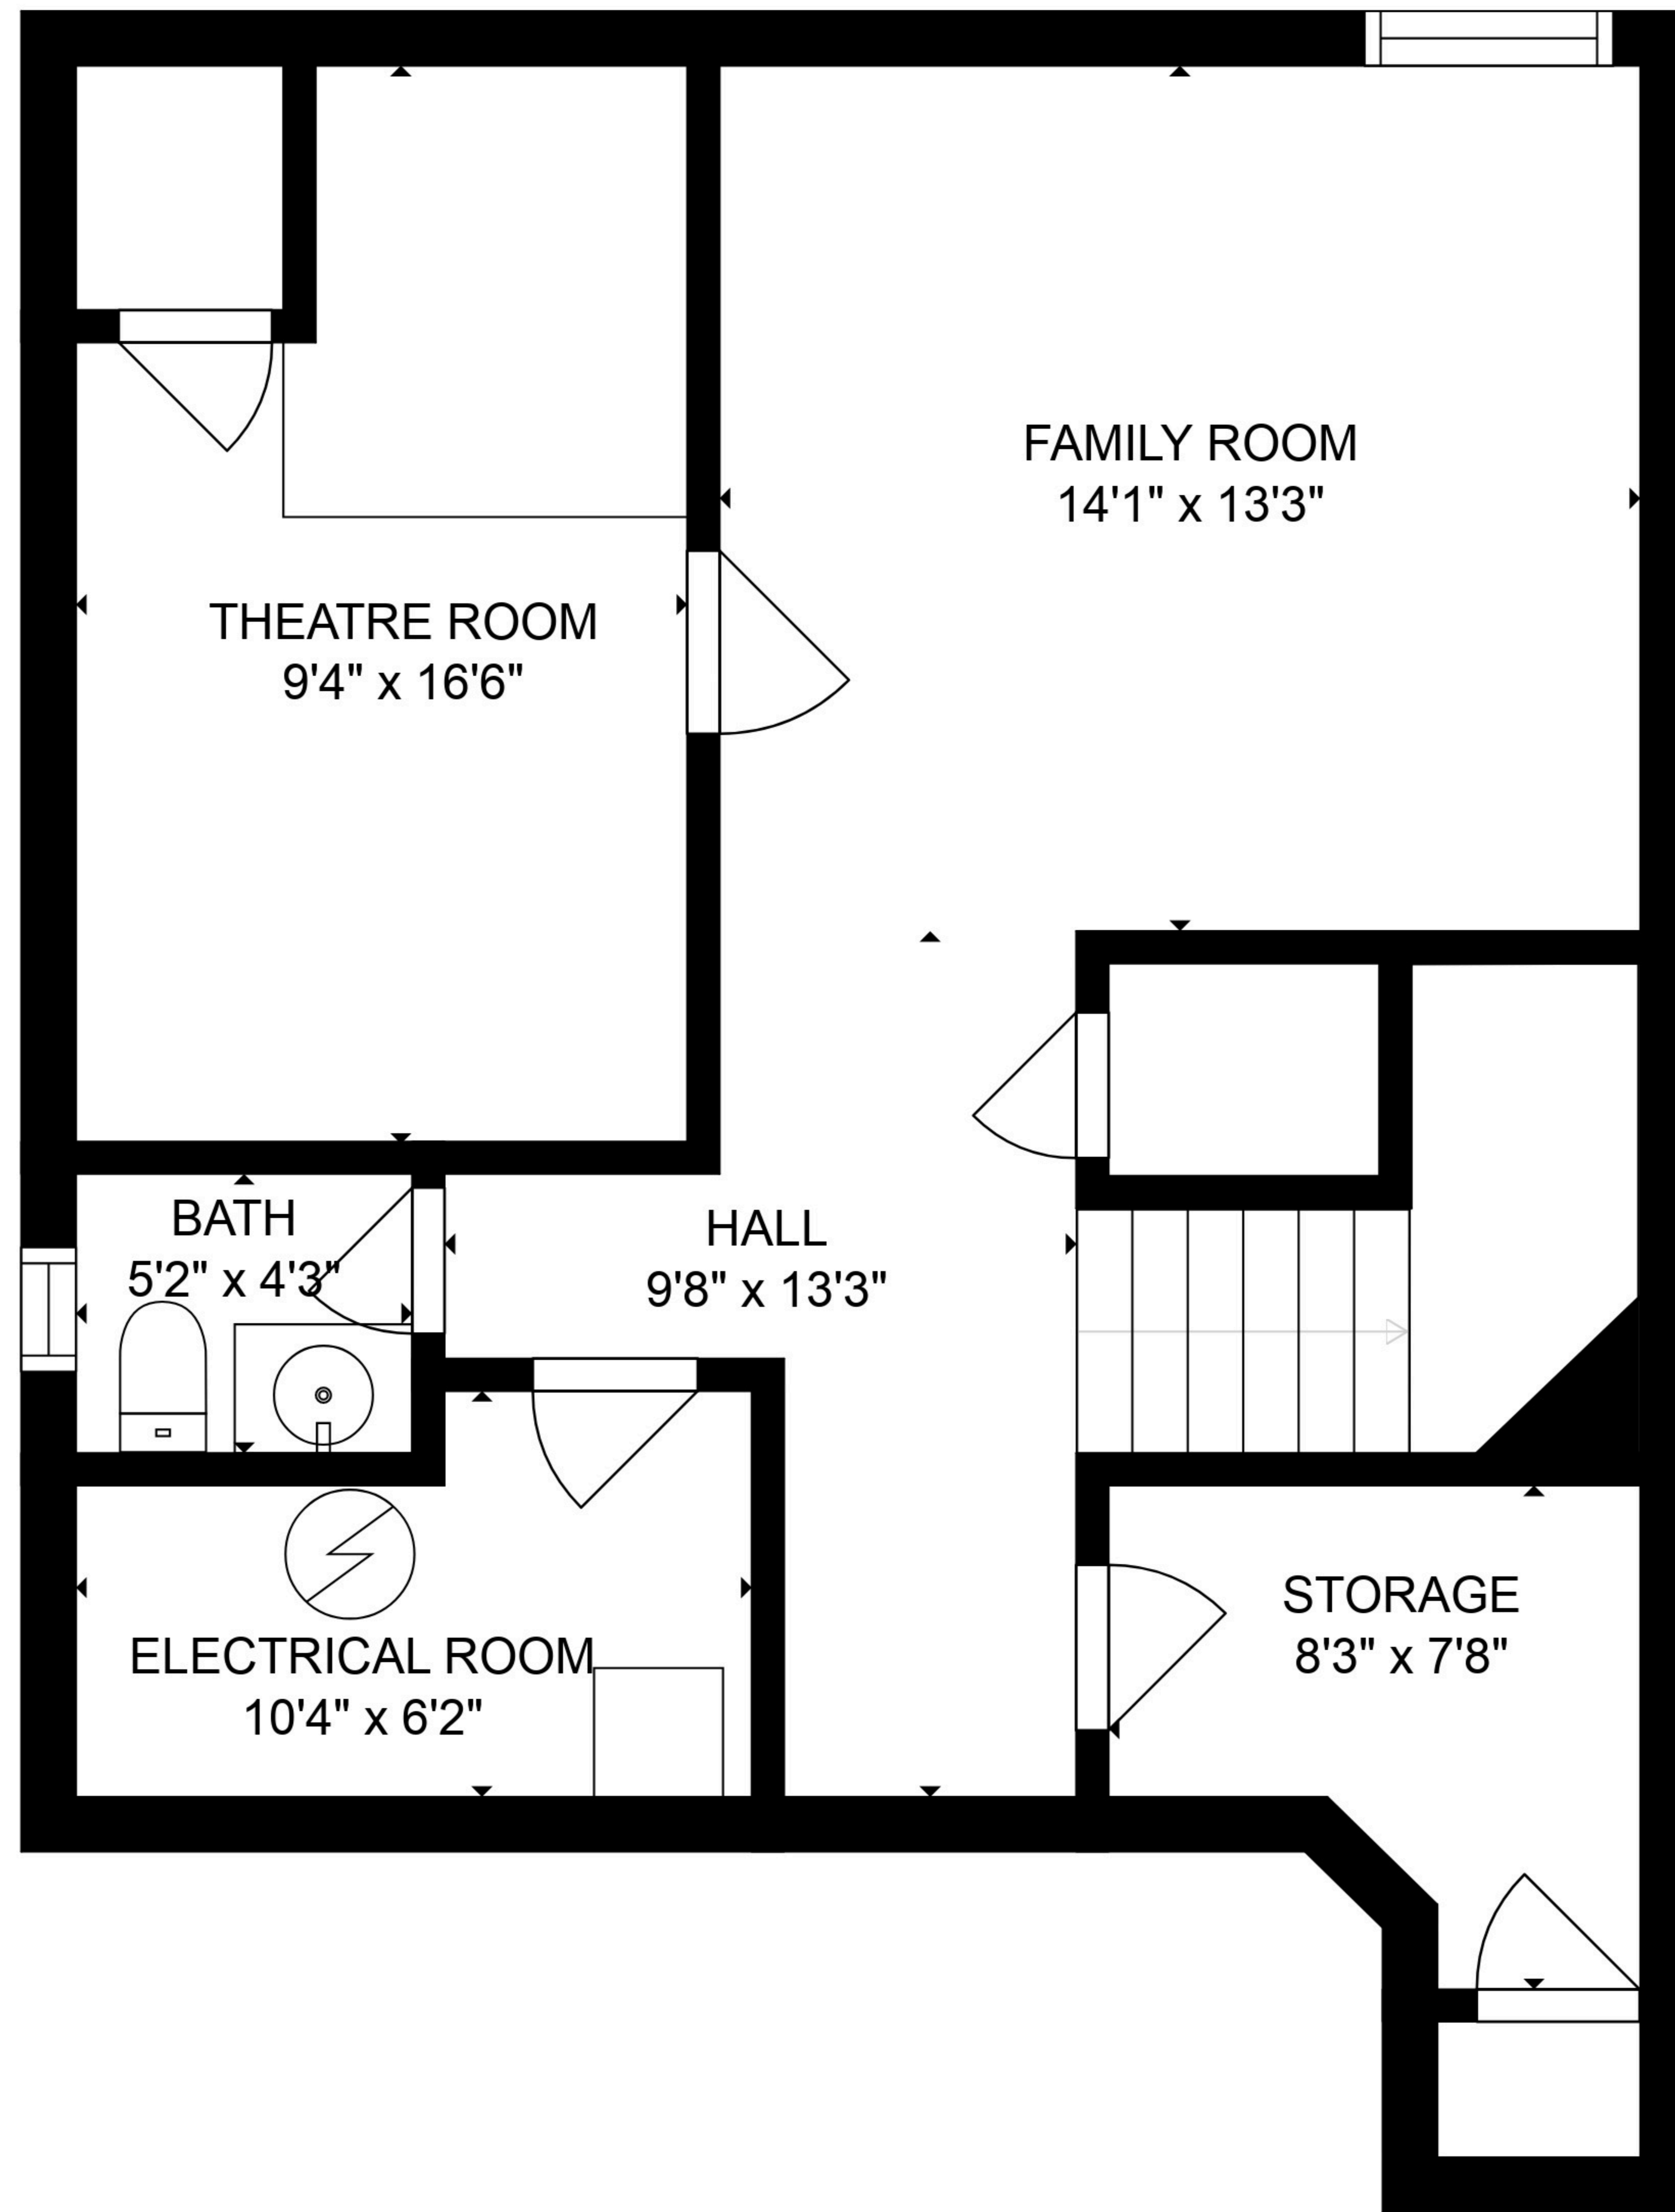 FAMILY ROOM
14'1" x 13'3"
THEATRE ROOM
9'4" x 16'6"
BATH
5'2" x 4'3"
HALL
9'8" x 13'3"
STORAGE
8'3" x 7'8"
ELECTRICAL ROOM
10'4" x 6'2"